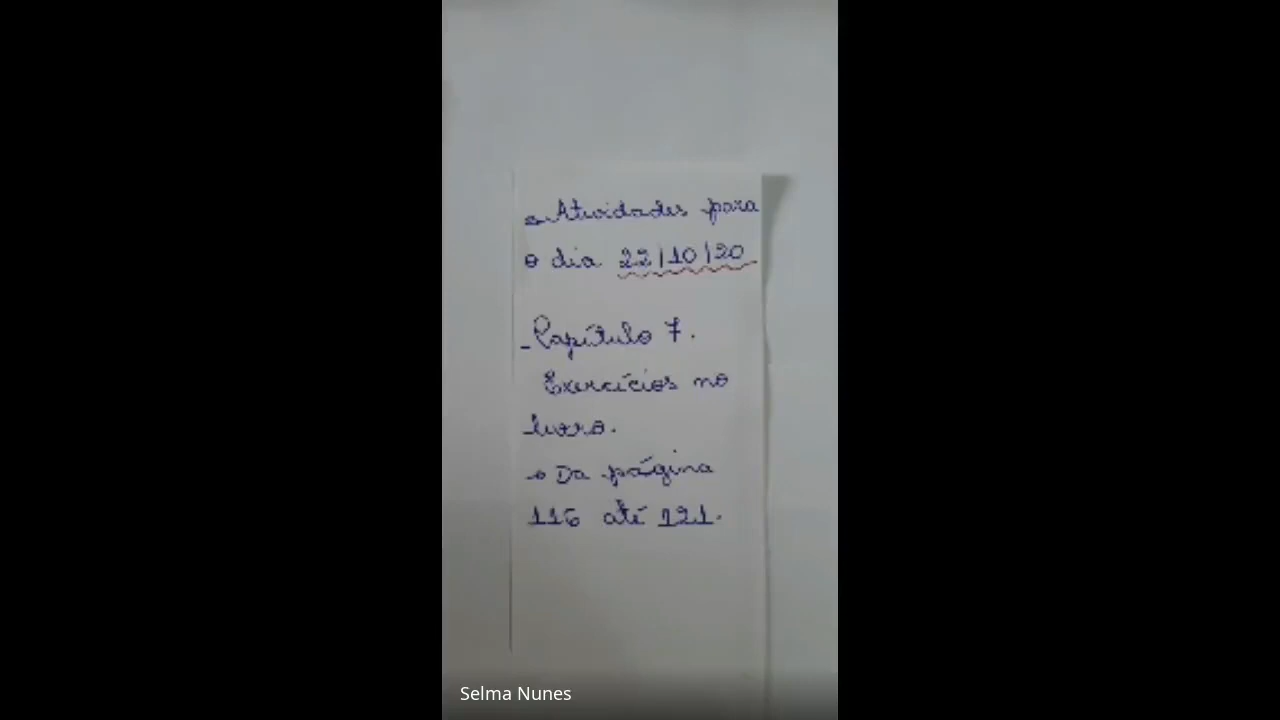 → Atividades para
o dia 22/10/20
- Capítulo 7.
Exercícios no
livro.
→ Da página
116 até 121.
Selma Nunes